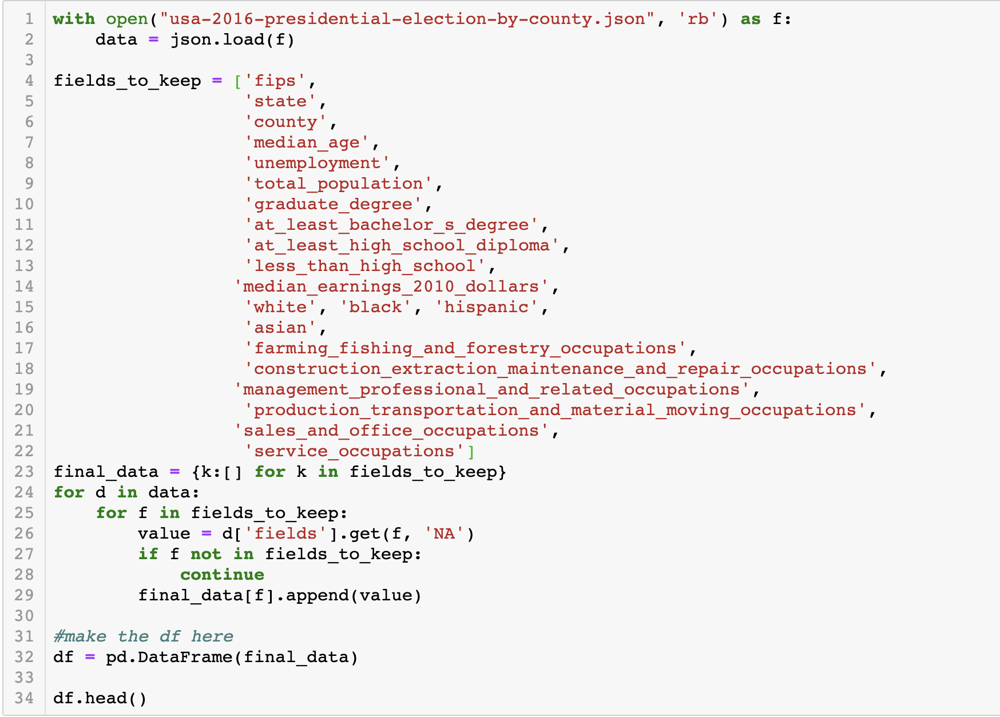 1 with open("usa-2016-presidential-election-by-county.json", 'rb') as f:
2     data = json.load(f)
3
4 fields_to_keep = ['fips',
5                   'state',
6                   'county',
7                   'median_age',
8                   'unemployment',
9                   'total_population',
10                   'graduate_degree',
11                   'at_least_bachelor_s_degree',
12                   'at_least_high_school_diploma',
13                   'less_than_high_school',
14                  'median_earnings_2010_dollars',
15                   'white', 'black', 'hispanic',
16                   'asian',
17                   'farming_fishing_and_forestry_occupations',
18                   'construction_extraction_maintenance_and_repair_occupations',
19                  'management_professional_and_related_occupations',
20                   'production_transportation_and_material_moving_occupations',
21                  'sales_and_office_occupations',
22                   'service_occupations']
23 final_data = {k:[] for k in fields_to_keep}
24 for d in data:
25     for f in fields_to_keep:
26         value = d['fields'].get(f, 'NA')
27         if f not in fields_to_keep:
28             continue
29         final_data[f].append(value)
30
31 #make the df here
32 df = pd.DataFrame(final_data)
33
34 df.head()